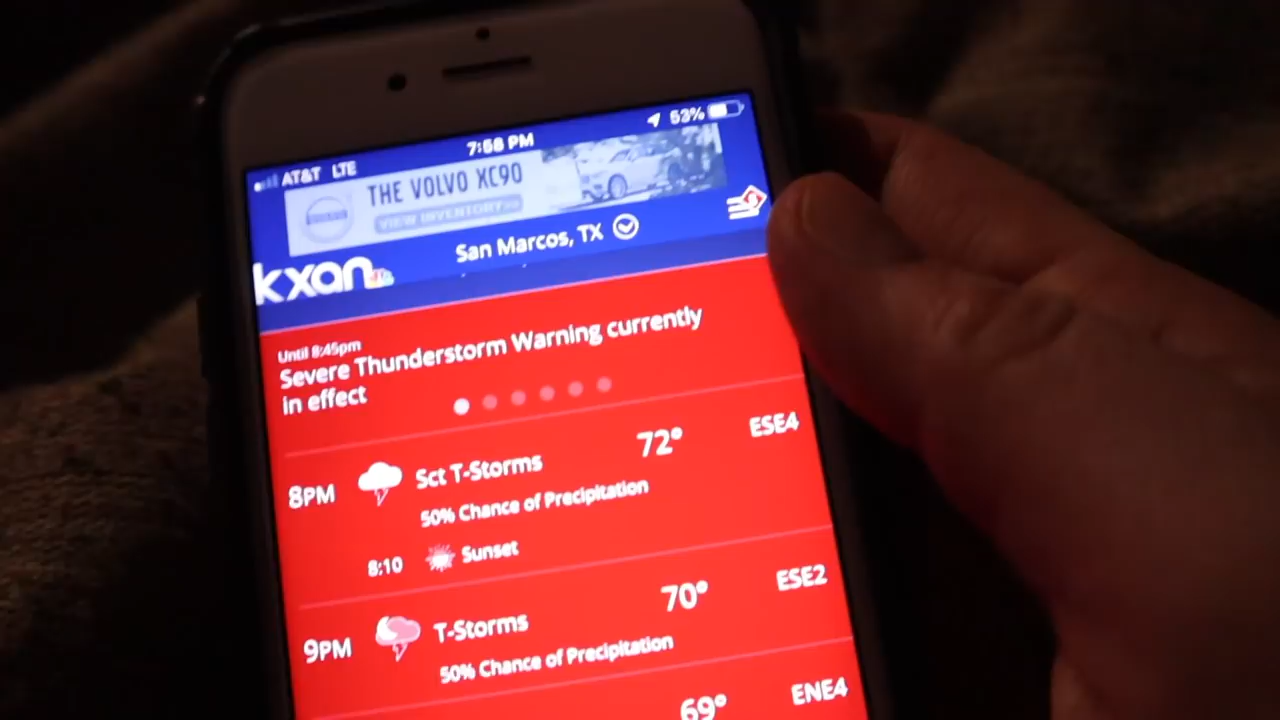 AT&T LTE 7:58 PM 53%
THE VOLVO XC90
VIEW INVENTORY>>
San Marcos, TX
kxan
Until 8:45pm
Severe Thunderstorm Warning currently
in effect
8PM Sct T-Storms 72° ESE4
50% Chance of Precipitation
8:10 Sunset
9PM T-Storms 70° ESE2
50% Chance of Precipitation
69° ENE4